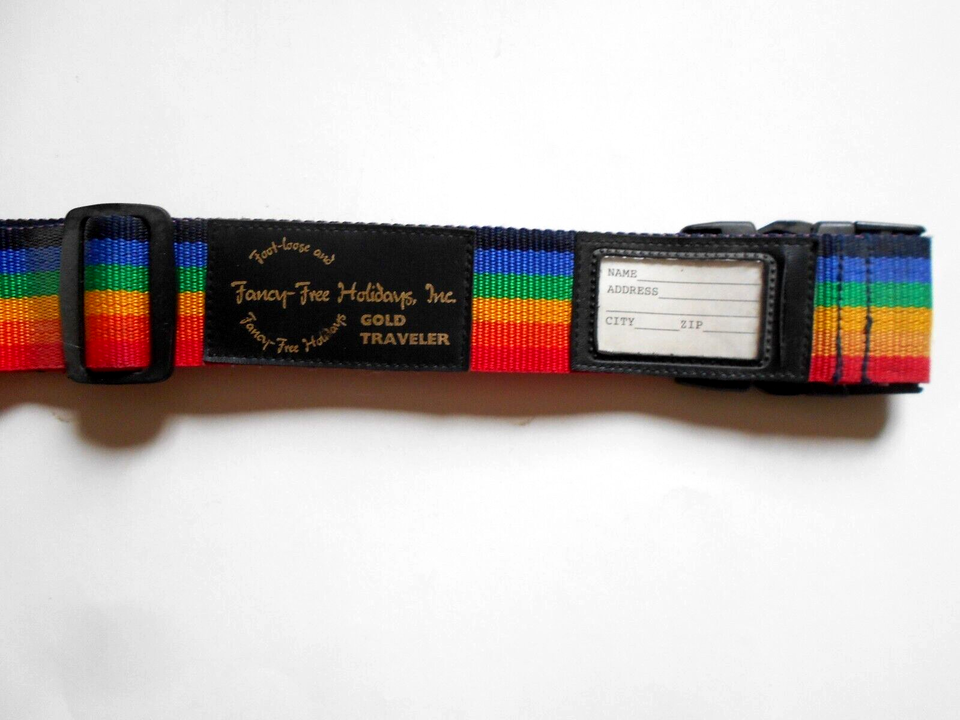 Foot-loose and
Fancy-Free Holidays, Inc.
Fancy Free Holidays
GOLD
TRAVELER
NAME
ADDRESS
CITY ZIP